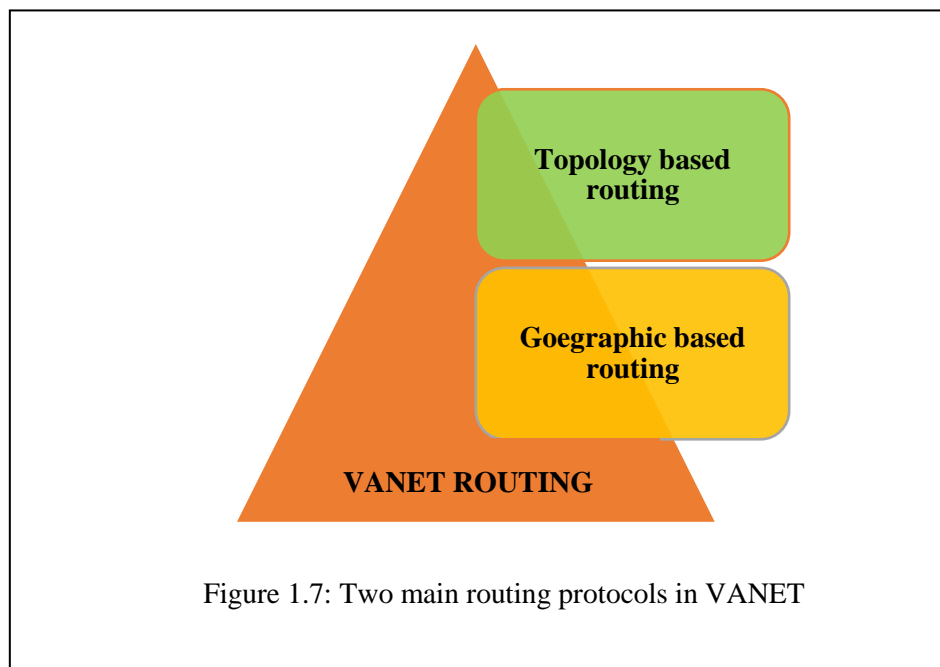 Topology based
routing
Goegraphic based
routing
VANET ROUTING
Figure 1.7: Two main routing protocols in VANET